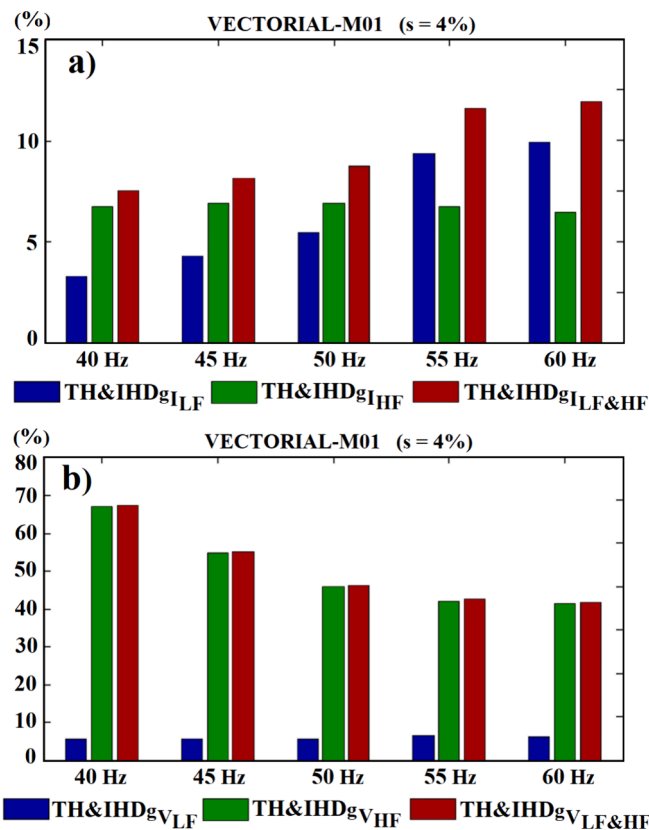 (%) VECTORIAL-M01 (s = 4%)
a)
15
10
5
0
40 Hz 45 Hz 50 Hz 55 Hz 60 Hz
TH&IHDgILF TH&IHDgIHF TH&IHDgILF&HF
(%) VECTORIAL-M01 (s = 4%)
b)
80
70
60
50
40
30
20
10
0
40 Hz 45 Hz 50 Hz 55 Hz 60 Hz
TH&IHDgVLF TH&IHDgVHF TH&IHDgVLF&HF